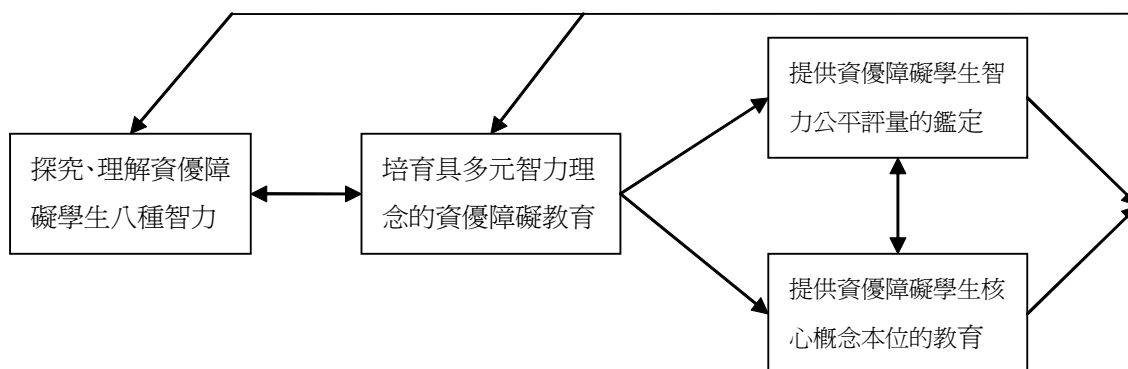 探究、理解資優障
礙學生八種智力
培育具多元智力理
念的資優障礙教育
提供資優障礙學生智
力公平評量的鑑定
提供資優障礙學生核
心概念本位的教育